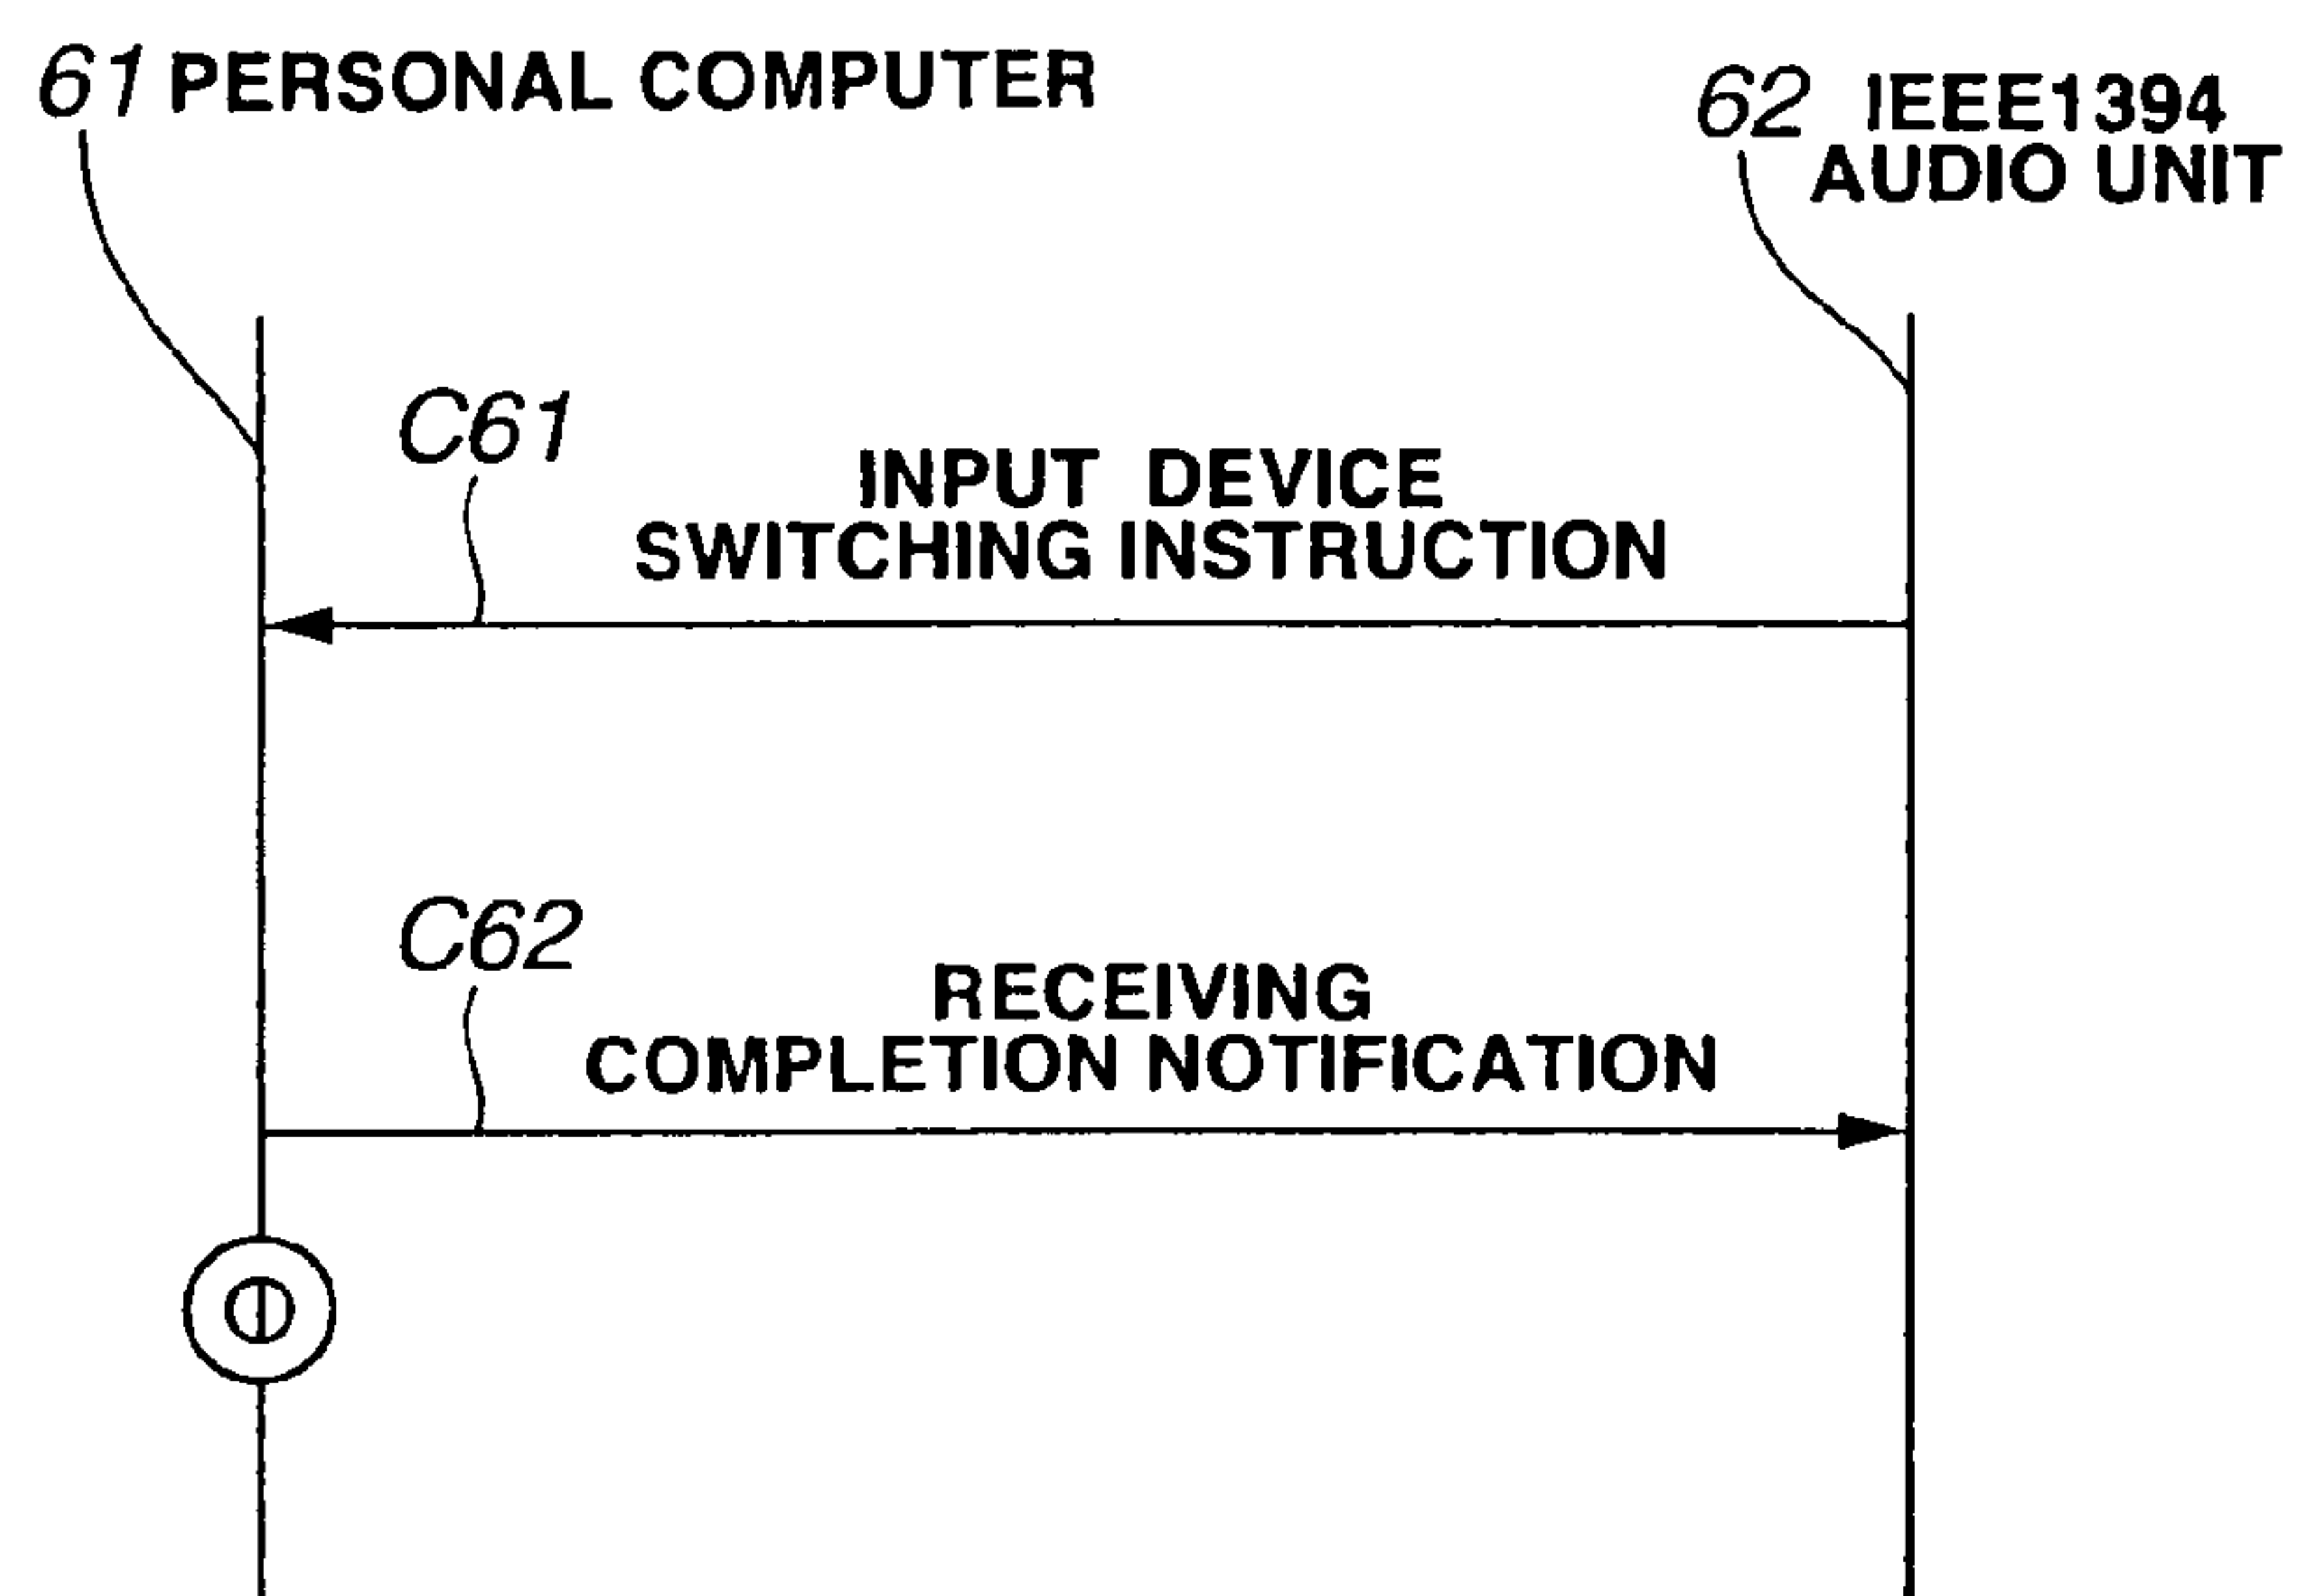 61 PERSONAL COMPUTER
62 IEEE1394
AUDIO UNIT
C61
INPUT DEVICE
SWITCHING INSTRUCTION
C62
RECEIVING
COMPLETION NOTIFICATION